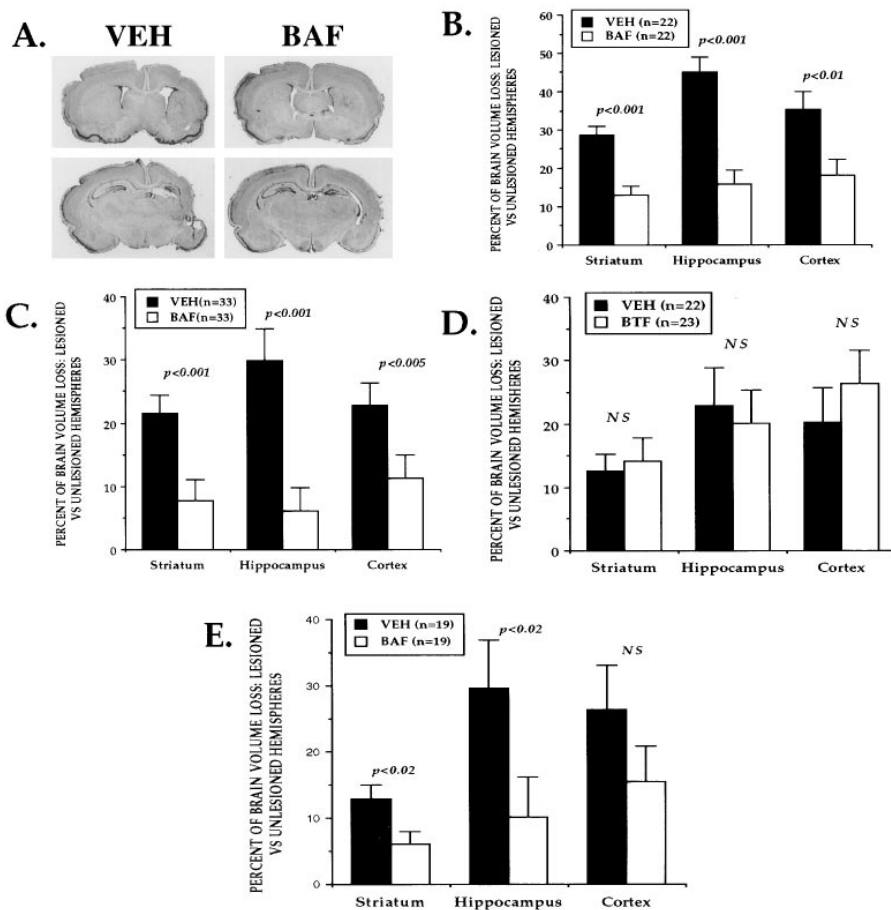 A. VEH BAF
B.
VEH (n=22)
BAF (n=22)
p<0.001
p<0.001
p<0.01
PERCENT OF BRAIN VOLUME LOSS: LESIONED
VS UNLESIONED HEMISPHERES
60
50
40
30
20
10
0
Striatum Hippocampus Cortex
C.
VEH(n=33)
BAF(n=33)
p<0.001
p<0.001
p<0.005
PERCENT OF BRAIN VOLUME LOSS: LESIONED
VS UNLESIONED HEMISPHERES
40
30
20
10
0
Striatum Hippocampus Cortex
D.
VEH (n=22)
BTF (n=23)
NS
NS
NS
PERCENT OF BRAIN VOLUME LOSS: LESIONED
VS UNLESIONED HEMISHERES
40
30
20
10
0
Striatum Hippocampus Cortex
E.
VEH (n=19)
BAF (n=19)
p<0.02
p<0.02
NS
PERCENT OF BRAIN VOLUME LOSS: LESIONED
VS UNLESIONED HEMISPHERES
40
30
20
10
0
Striatum Hippocampus Cortex